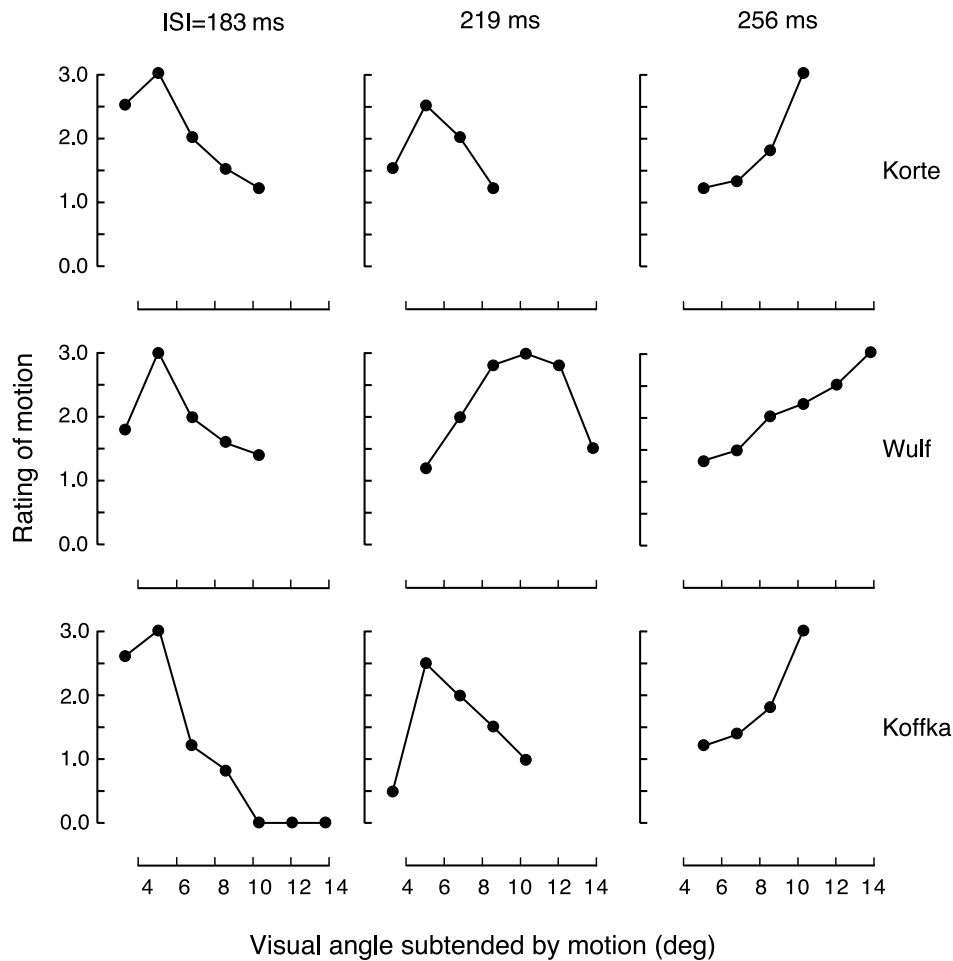 ISI=183 ms 219 ms 256 ms
3.0
2.0
1.0
0.0
Korte
Rating of motion
3.0
2.0
1.0
0.0
Wulf
3.0
2.0
1.0
0.0
Koffka
4 6 8 10 12 14 4 6 8 10 12 14 4 6 8 10 12 14
Visual angle subtended by motion (deg)